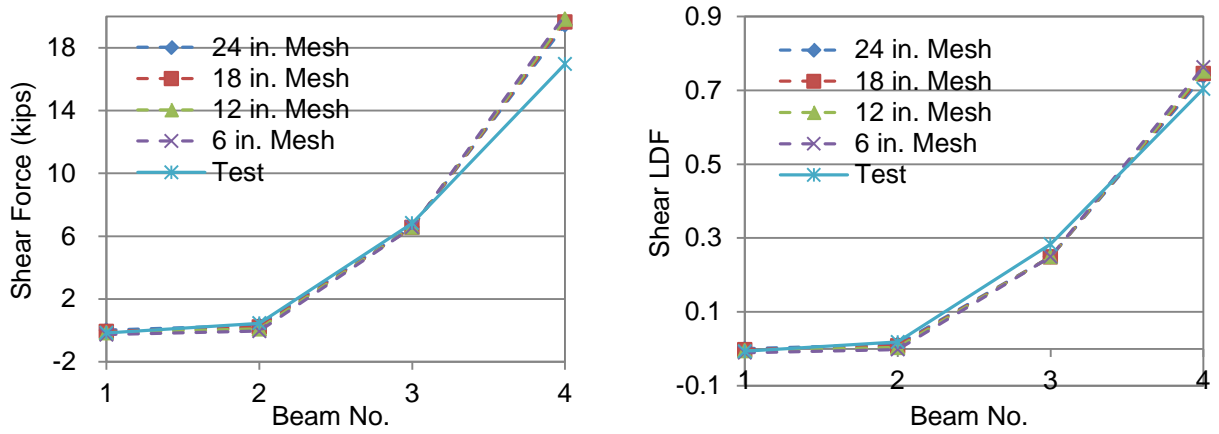 18
14
10
6
2
-2
Shear Force (kips)
24 in. Mesh
18 in. Mesh
12 in. Mesh
6 in. Mesh
Test
1 2 3 4
Beam No.
0.9
0.7
0.5
0.3
0.1
-0.1
Shear LDF
24 in. Mesh
18 in. Mesh
12 in. Mesh
6 in. Mesh
Test
1 2 3 4
Beam No.